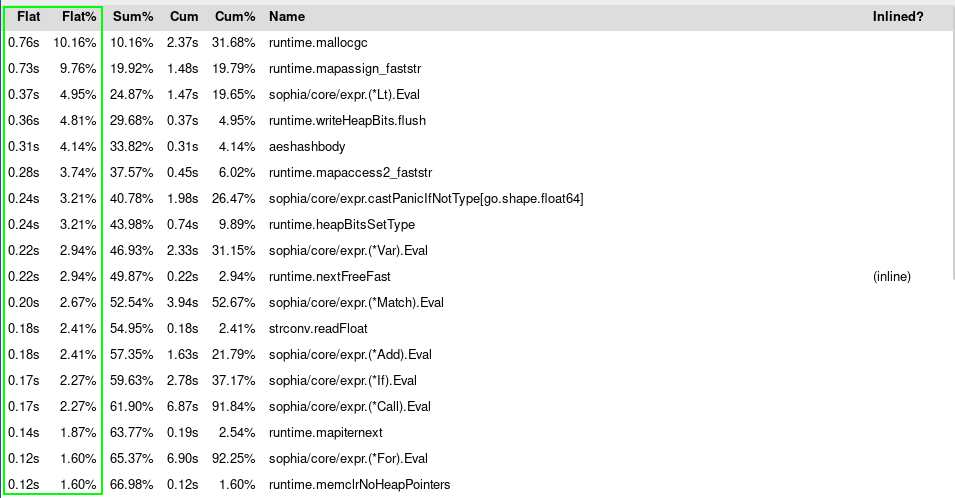 Flat Flat% Sum% Cum Cum% Name Inlined?
0.76s 10.16% 10.16% 2.37s 31.68% runtime.mallocgc
0.73s 9.76% 19.92% 1.48s 19.79% runtime.mapassign_faststr
0.37s 4.95% 24.87% 1.47s 19.65% sophia/core/expr.(*Lt).Eval
0.36s 4.81% 29.68% 0.37s 4.95% runtime.writeHeapBits.flush
0.31s 4.14% 33.82% 0.31s 4.14% aeshashbody
0.28s 3.74% 37.57% 0.45s 6.02% runtime.mapaccess2_faststr
0.24s 3.21% 40.78% 1.98s 26.47% sophia/core/expr.castPanicIfNotType[go.shape.float64]
0.24s 3.21% 43.98% 0.74s 9.89% runtime.heapBitsSetType
0.22s 2.94% 46.93% 2.33s 31.15% sophia/core/expr.(*Var).Eval
0.22s 2.94% 49.87% 0.22s 2.94% runtime.nextFreeFast (inline)
0.20s 2.67% 52.54% 3.94s 52.67% sophia/core/expr.(*Match).Eval
0.18s 2.41% 54.95% 0.18s 2.41% strconv.readFloat
0.18s 2.41% 57.35% 1.63s 21.79% sophia/core/expr.(*Add).Eval
0.17s 2.27% 59.63% 2.78s 37.17% sophia/core/expr.(*If).Eval
0.17s 2.27% 61.90% 6.87s 91.84% sophia/core/expr.(*Call).Eval
0.14s 1.87% 63.77% 0.19s 2.54% runtime.mapiternext
0.12s 1.60% 65.37% 6.90s 92.25% sophia/core/expr.(*For).Eval
0.12s 1.60% 66.98% 0.12s 1.60% runtime.memclrNoHeapPointers